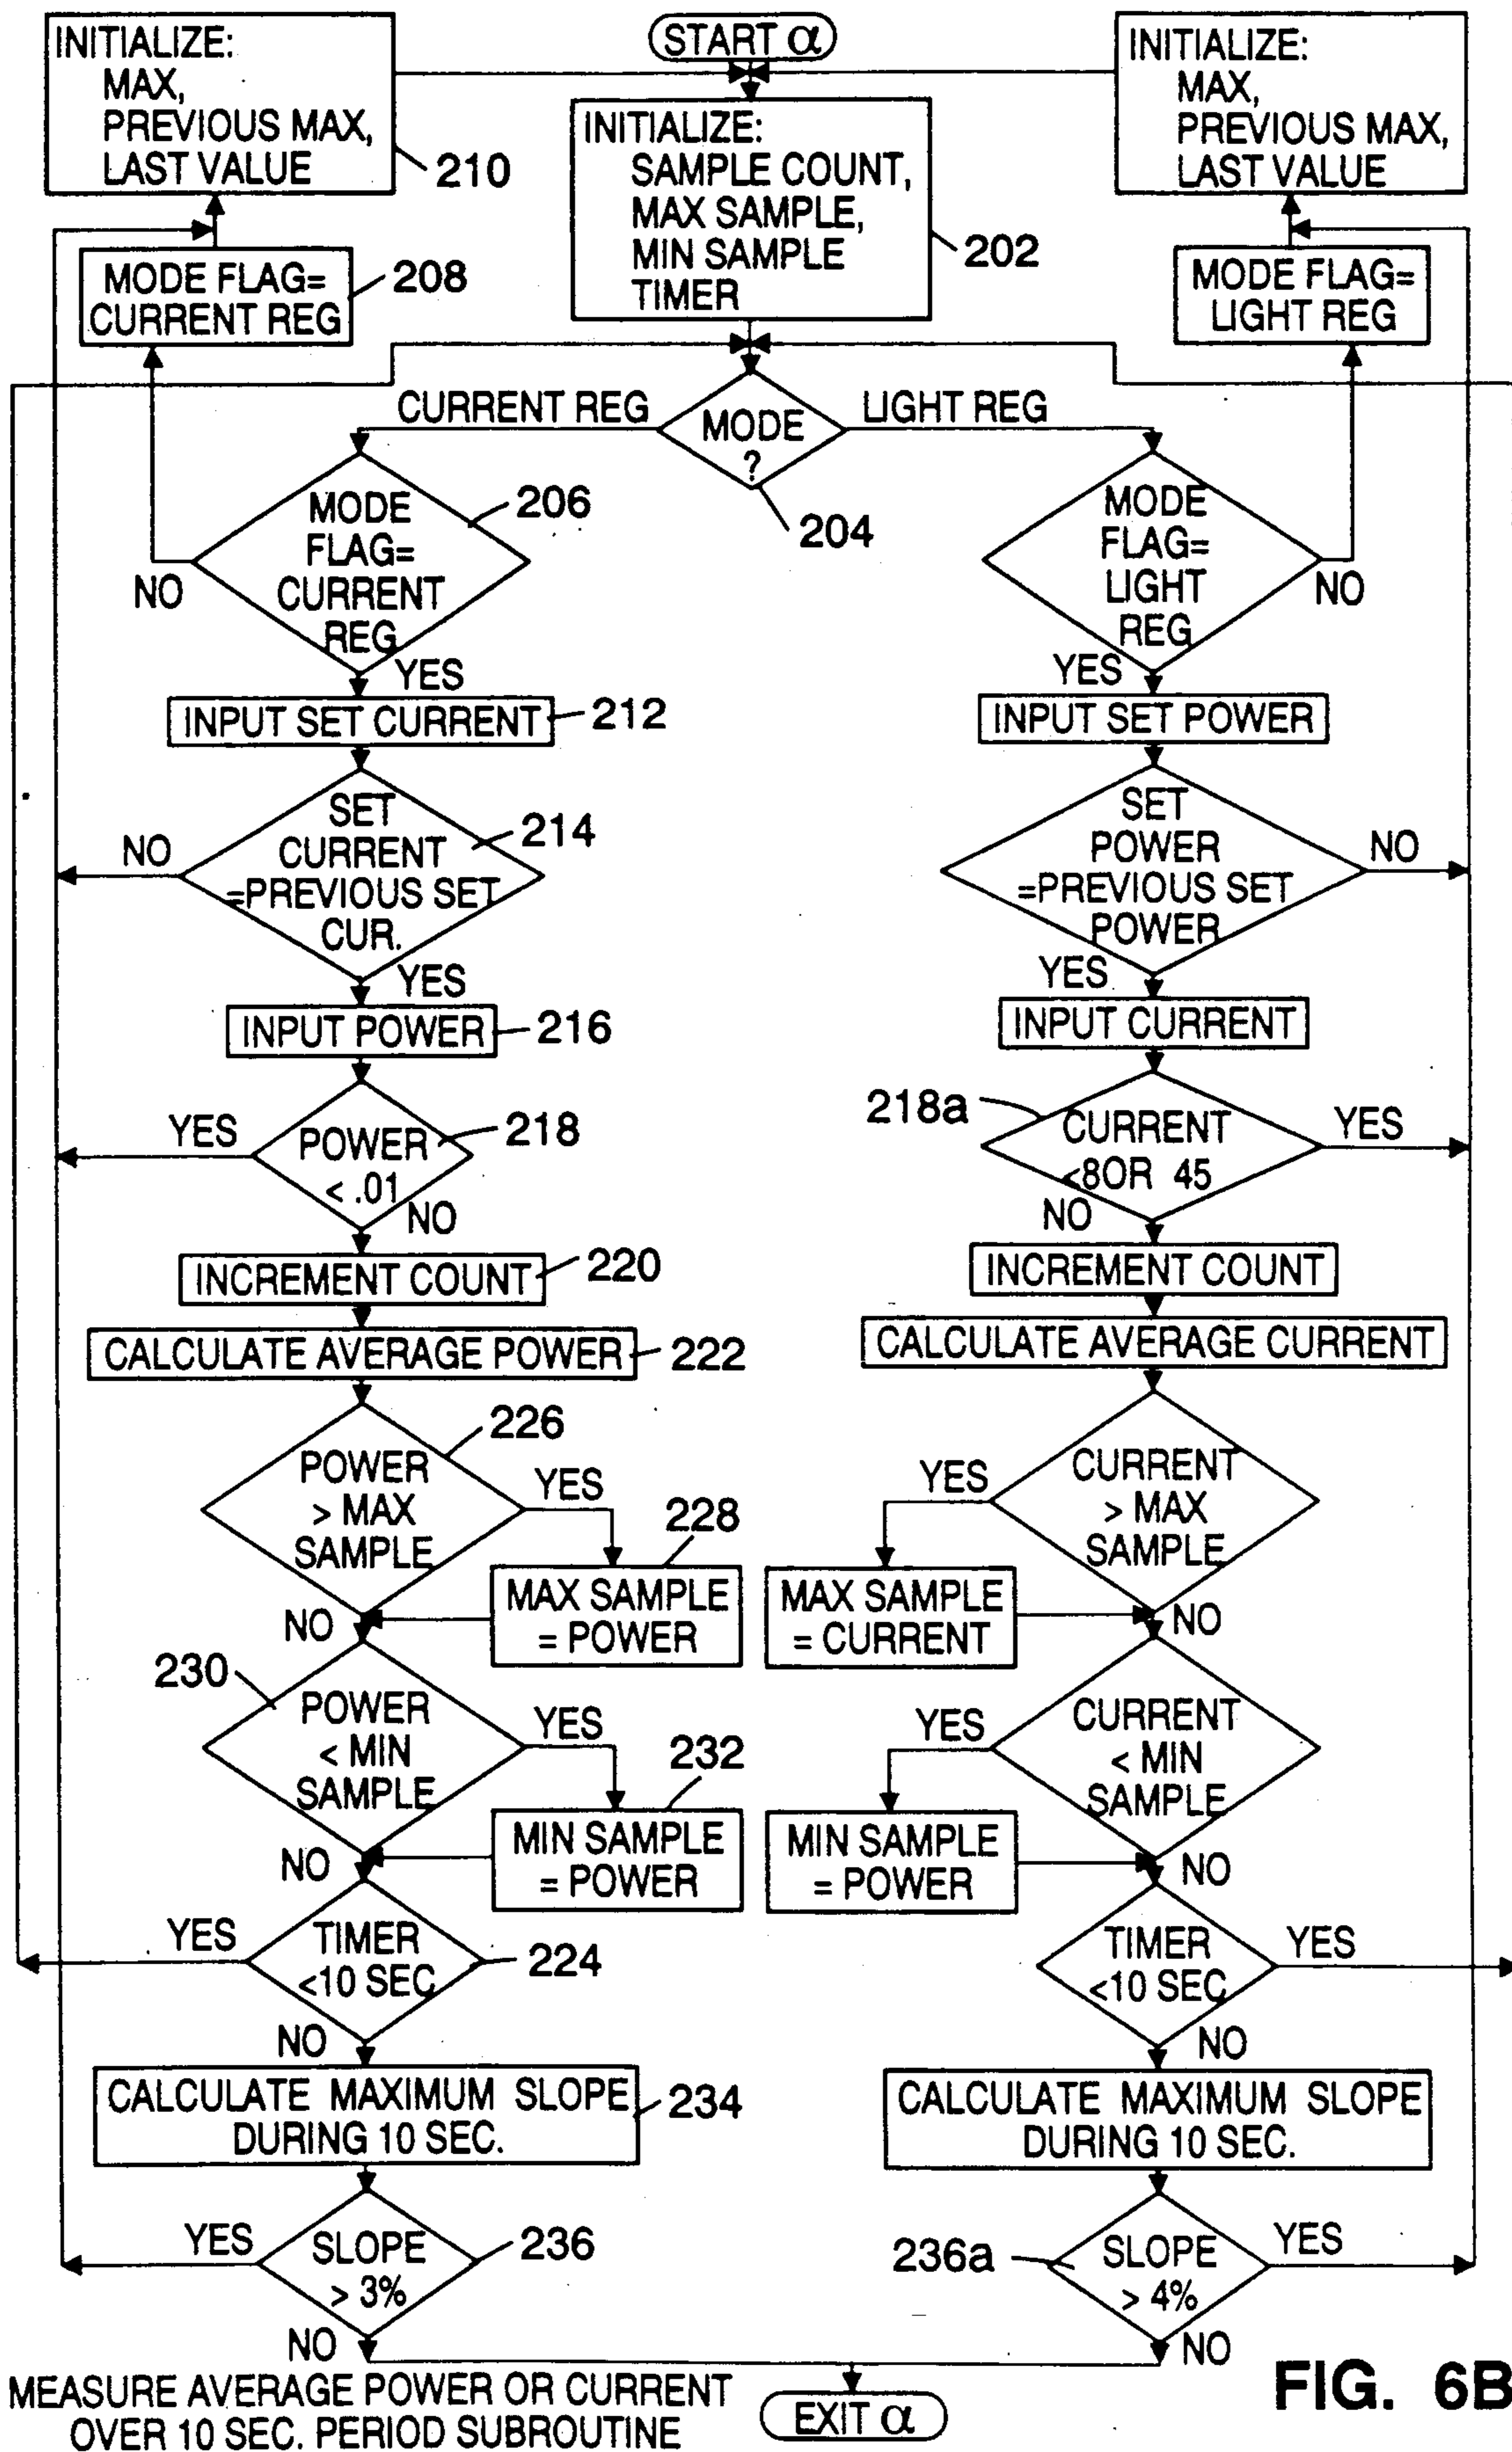 START α
INITIALIZE:
MAX,
PREVIOUS MAX,
LAST VALUE
210
INITIALIZE:
SAMPLE COUNT,
MAX SAMPLE,
MIN SAMPLE
TIMER
202
INITIALIZE:
MAX,
PREVIOUS MAX,
LAST VALUE
MODE FLAG=
CURRENT REG
208
MODE FLAG=
LIGHT REG
CURRENT REG
MODE
?
LIGHT REG
204
MODE
FLAG=
CURRENT
REG
206
NO
YES
INPUT SET CURRENT
212
SET
CURRENT
=PREVIOUS SET
CUR.
214
NO
YES
INPUT POWER
216
POWER
< .01
218
YES
NO
INCREMENT COUNT
220
CALCULATE AVERAGE POWER
222
POWER
> MAX
SAMPLE
226
YES
228
MAX SAMPLE
= POWER
NO
230
POWER
< MIN
SAMPLE
YES
232
MIN SAMPLE
= POWER
NO
TIMER
<10 SEC
224
YES
NO
CALCULATE MAXIMUM SLOPE
DURING 10 SEC.
234
SLOPE
> 3%
236
YES
NO
MODE
FLAG=
LIGHT
REG
NO
YES
INPUT SET POWER
SET
POWER
=PREVIOUS SET
POWER
NO
YES
INPUT CURRENT
218a
CURRENT
<8OR 45
YES
NO
INCREMENT COUNT
CALCULATE AVERAGE CURRENT
CURRENT
> MAX
SAMPLE
YES
MAX SAMPLE
= CURRENT
NO
CURRENT
< MIN
SAMPLE
YES
MIN SAMPLE
= POWER
NO
TIMER
<10 SEC
YES
NO
CALCULATE MAXIMUM SLOPE
DURING 10 SEC.
236a
SLOPE
> 4%
YES
NO
MEASURE AVERAGE POWER OR CURRENT
OVER 10 SEC. PERIOD SUBROUTINE
EXIT α
FIG. 6B